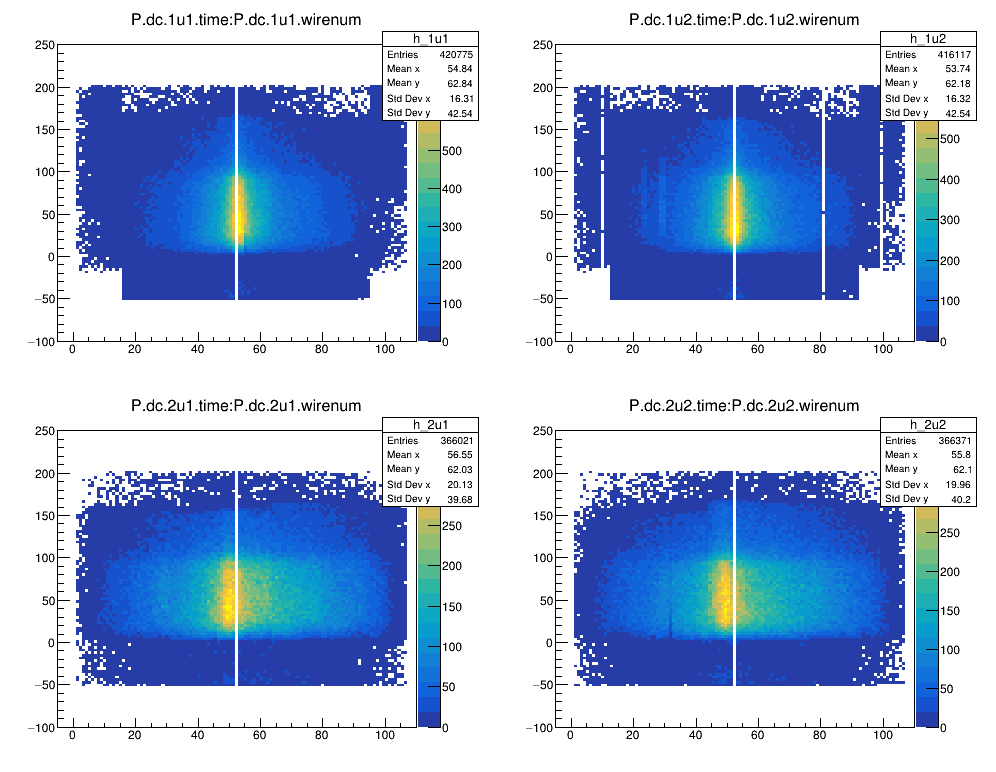 P.dc.1u1.time:P.dc.1u1.wirenum
h_1u1
Entries 420775
Mean x 54.84
Mean y 62.84
Std Dev x 16.31
Std Dev y 42.54
250
200
150
100
50
0
−50
−100
0 20 40 60 80 100
500
400
300
200
100
0
P.dc.1u2.time:P.dc.1u2.wirenum
h_1u2
Entries 416117
Mean x 53.74
Mean y 62.18
Std Dev x 16.32
Std Dev y 42.54
250
200
150
100
50
0
−50
−100
0 20 40 60 80 100
500
400
300
200
100
0
P.dc.2u1.time:P.dc.2u1.wirenum
h_2u1
Entries 366021
Mean x 56.55
Mean y 62.03
Std Dev x 20.13
Std Dev y 39.68
250
200
150
100
50
0
−50
−100
0 20 40 60 80 100
250
200
150
100
50
0
P.dc.2u2.time:P.dc.2u2.wirenum
h_2u2
Entries 366371
Mean x 55.8
Mean y 62.1
Std Dev x 19.96
Std Dev y 40.2
250
200
150
100
50
0
−50
−100
0 20 40 60 80 100
250
200
150
100
50
0